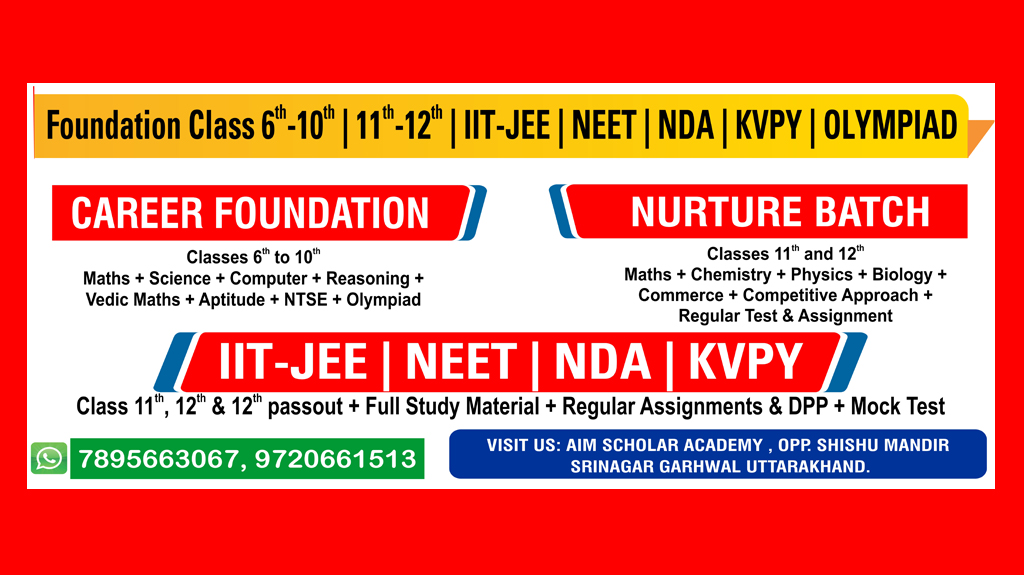 Foundation Class 6th-10th | 11th-12th | IIT-JEE | NEET | NDA | KVPY | OLYMPIAD
CAREER FOUNDATION
Classes 6th to 10th
Maths + Science + Computer + Reasoning +
Vedic Maths + Aptitude + NTSE + Olympiad
NURTURE BATCH
Classes 11th and 12th
Maths + Chemistry + Physics + Biology +
Commerce + Competitive Approach +
Regular Test & Assignment
IIT-JEE | NEET | NDA | KVPY
Class 11th, 12th & 12th passout + Full Study Material + Regular Assignments & DPP + Mock Test
7895663067, 9720661513
VISIT US: AIM SCHOLAR ACADEMY , OPP. SHISHU MANDIR
SRINAGAR GARHWAL UTTARAKHAND.